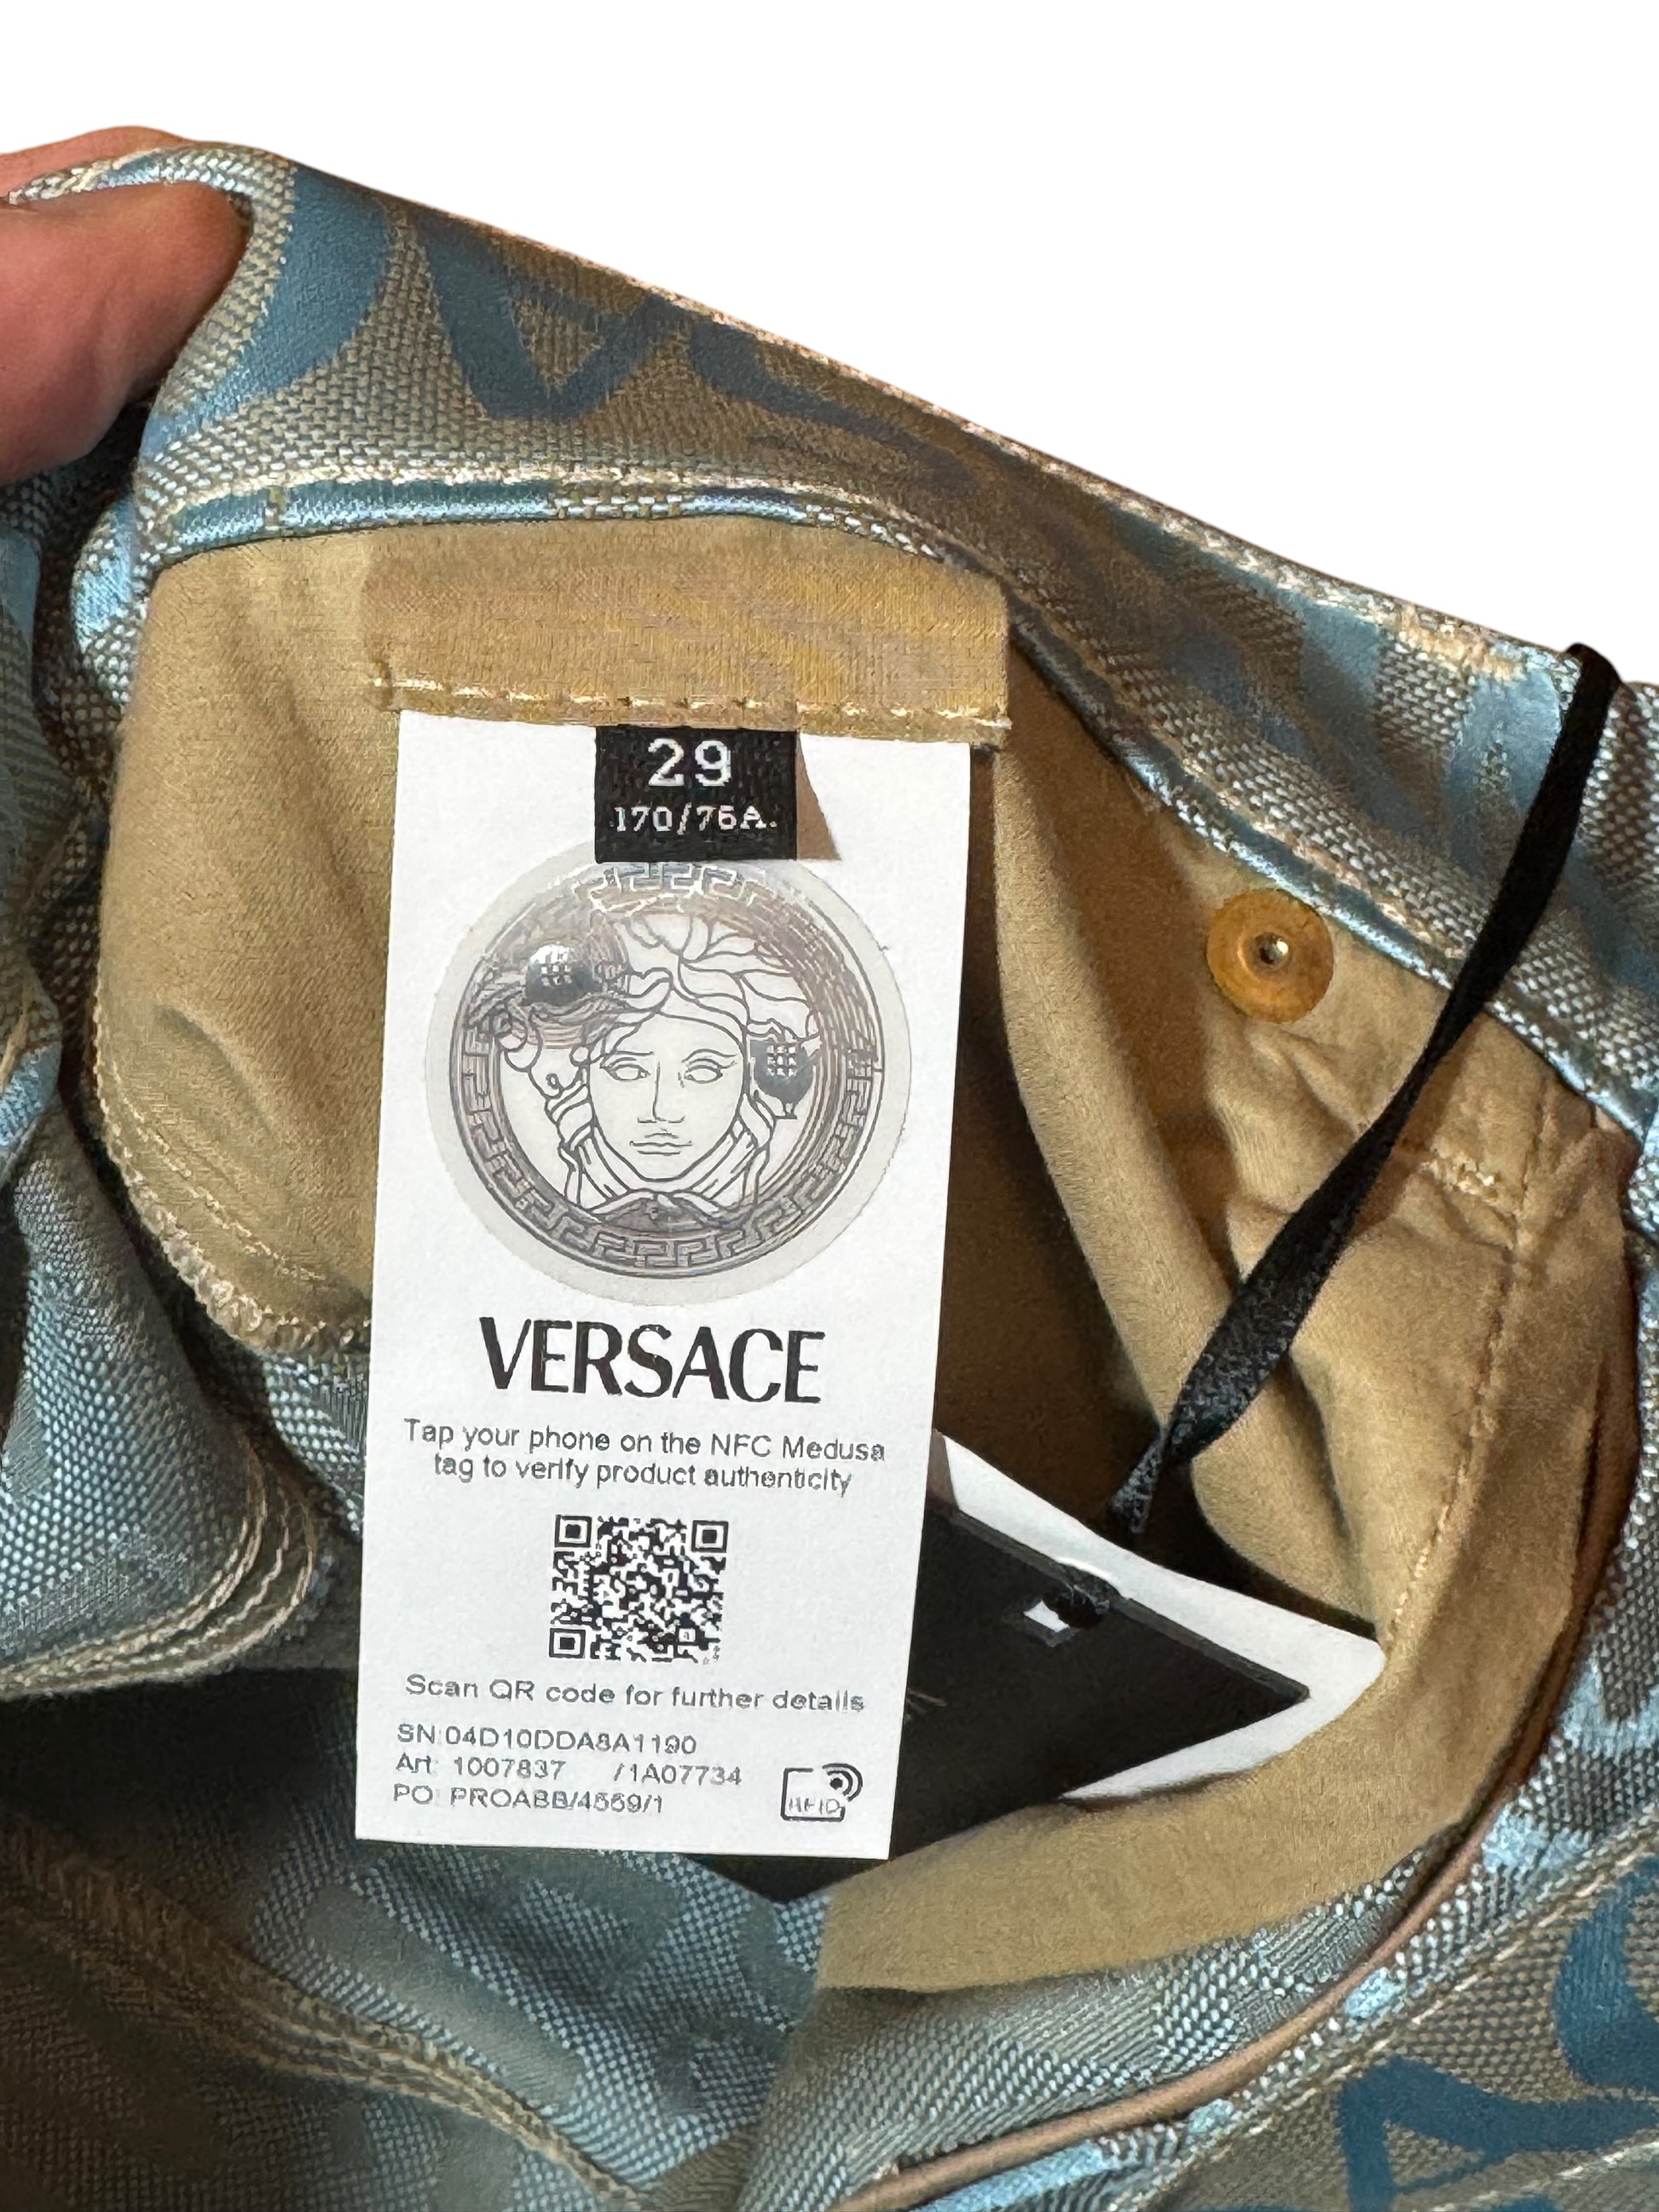 29
170/76A.
VERSACE
Tap your phone on the NFC Medusa
tag to verify product authenticity
Scan QR code for further details
SN:04D10DDA8A1190
Art: 1007837 /1A07734
PO: PROABB/4569/1
RFID